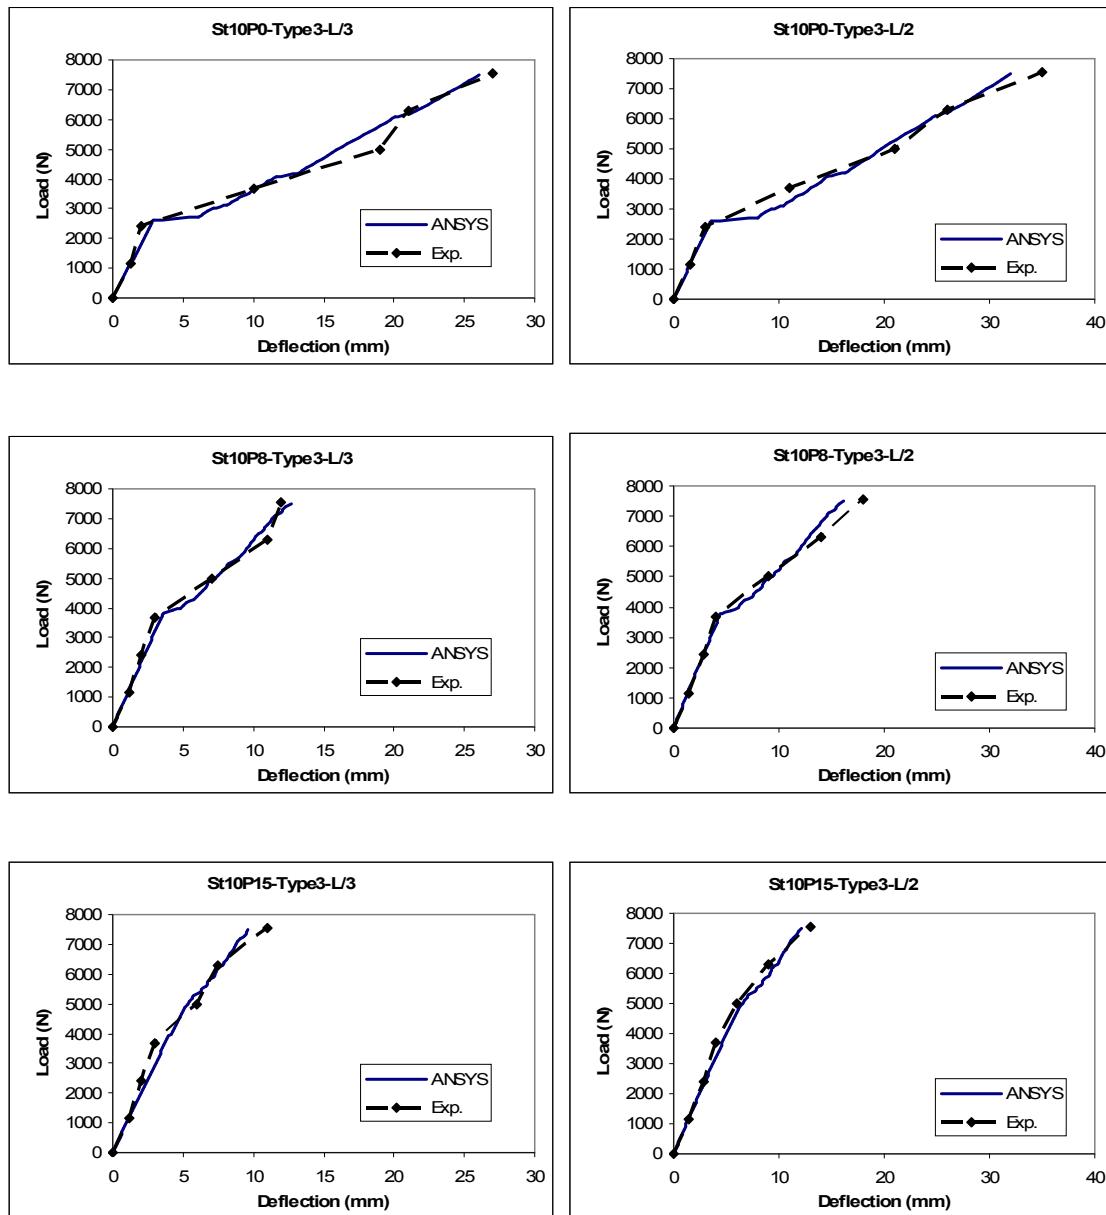 St10P0-Type3-L/3
8000
7000
6000
5000
4000
3000
2000
1000
0
Load (N)
ANSYS
Exp.
0 5 10 15 20 25 30
Deflection (mm)
St10P0-Type3-L/2
8000
7000
6000
5000
4000
3000
2000
1000
0
Load (N)
ANSYS
Exp.
0 10 20 30 40
Deflection (mm)
St10P8-Type3-L/3
8000
7000
6000
5000
4000
3000
2000
1000
0
Load (N)
ANSYS
Exp.
0 5 10 15 20 25 30
Deflection (mm)
St10P8-Type3-L/2
8000
7000
6000
5000
4000
3000
2000
1000
0
Load (N)
ANSYS
Exp.
0 10 20 30 40
Deflection (mm)
St10P15-Type3-L/3
8000
7000
6000
5000
4000
3000
2000
1000
0
Load (N)
ANSYS
Exp.
0 5 10 15 20 25 30
Deflection (mm)
St10P15-Type3-L/2
8000
7000
6000
5000
4000
3000
2000
1000
0
Load (N)
ANSYS
Exp.
0 10 20 30 40
Deflection (mm)